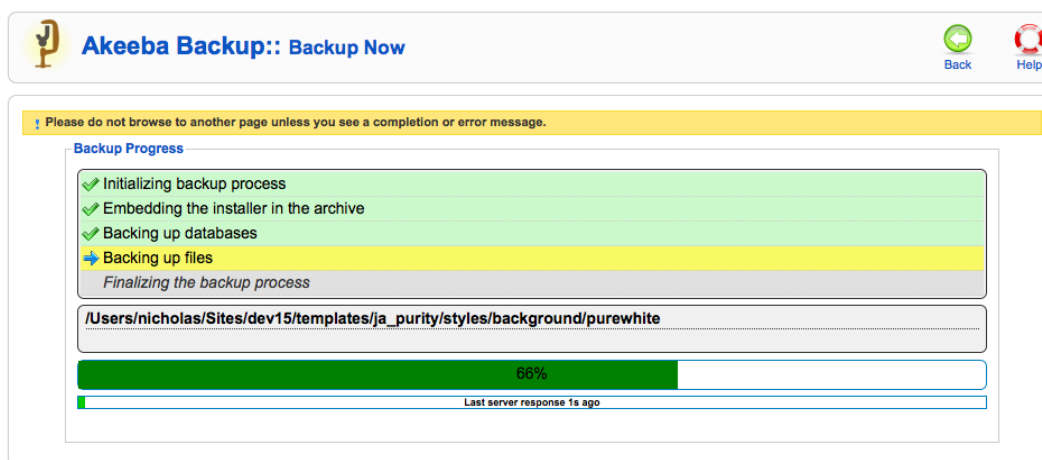 Akeeba Backup:: Backup Now
Back
Help
! Please do not browse to another page unless you see a completion or error message.
Backup Progress
Initializing backup process
Embedding the installer in the archive
Backing up databases
Backing up files
Finalizing the backup process
/Users/nicholas/Sites/dev15/templates/ja_purity/styles/background/purewhite
66%
Last server response 1s ago